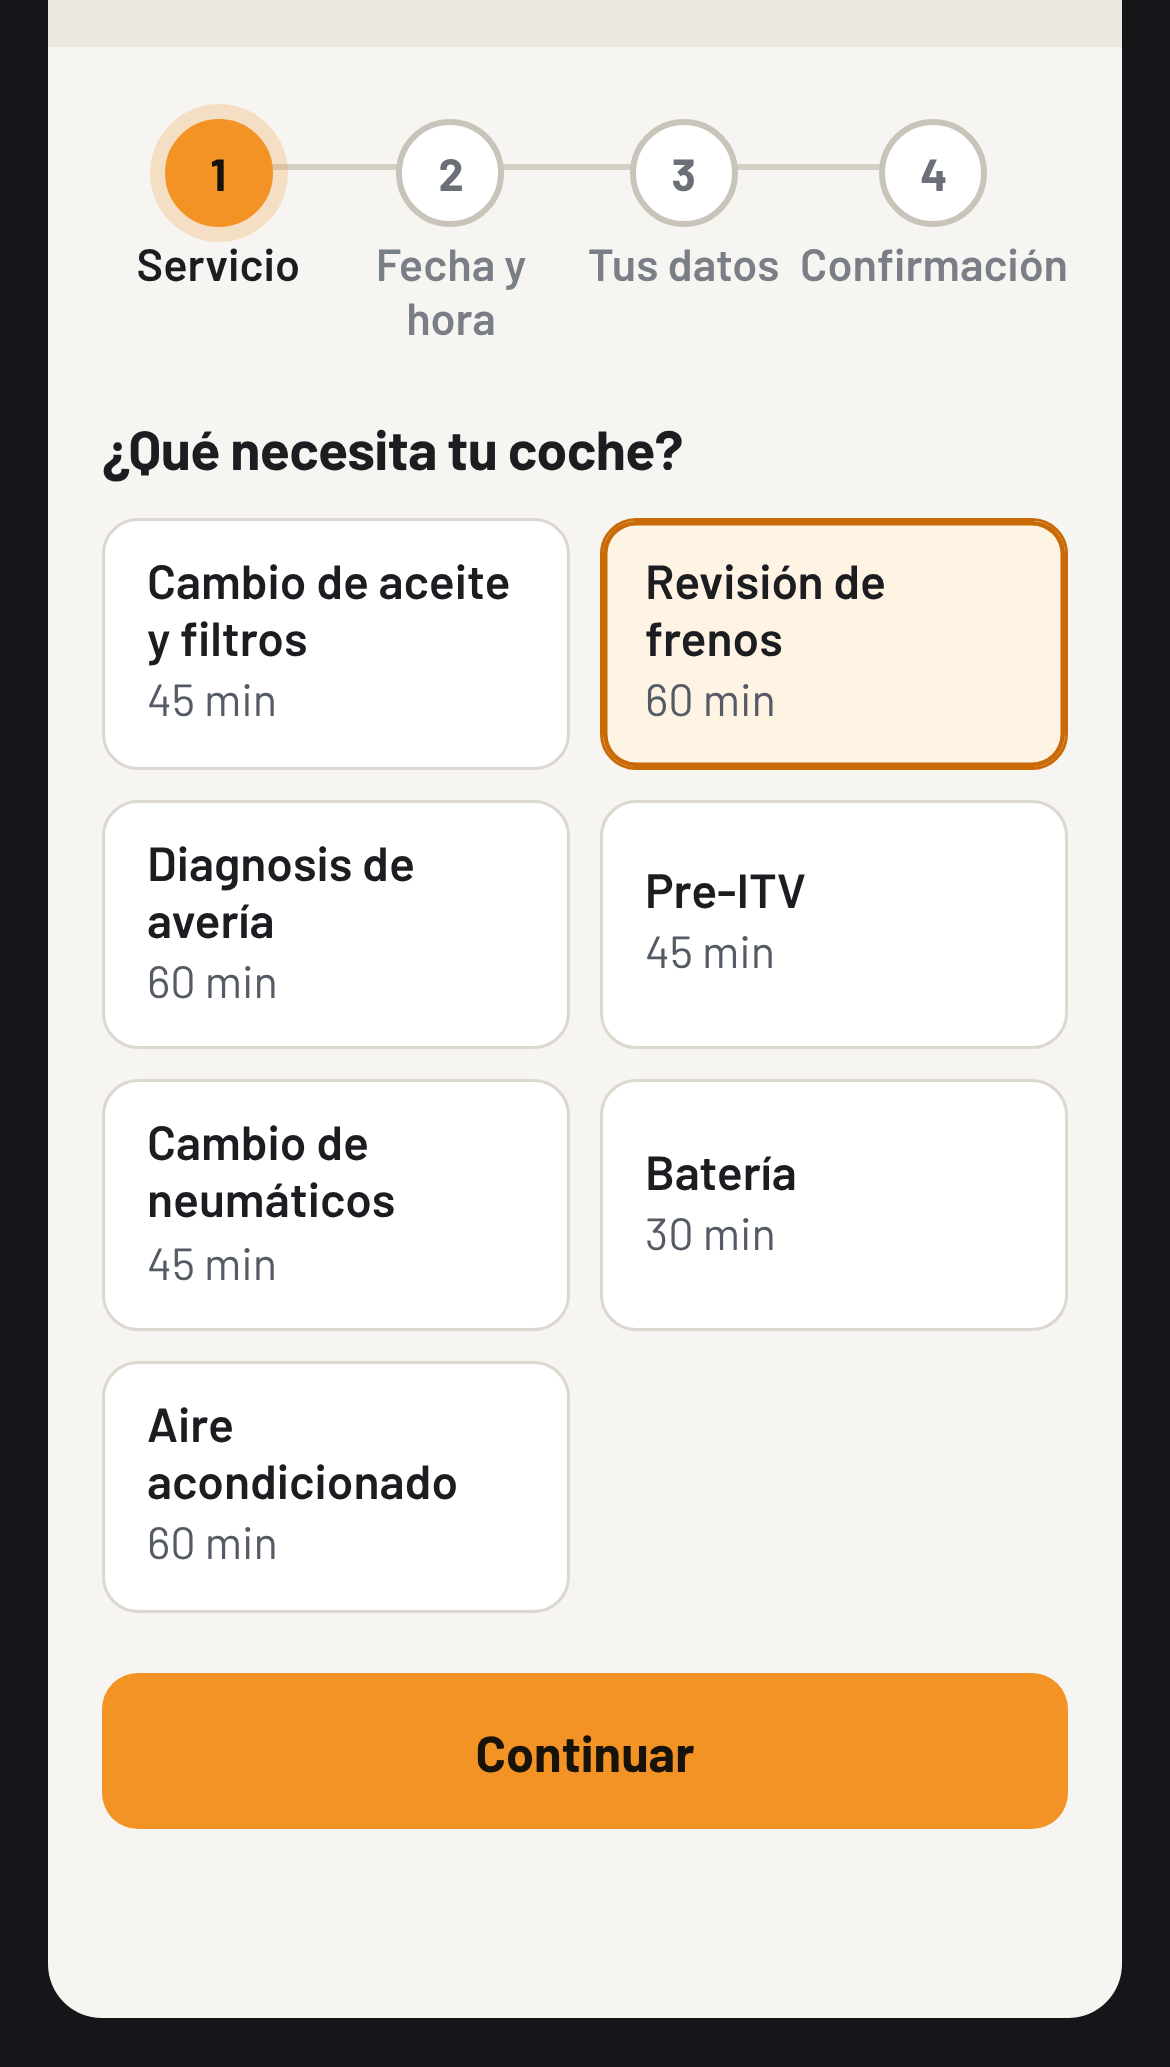 1 2 3 4
Servicio Fecha y hora Tus datos Confirmación
¿Qué necesita tu coche?
Cambio de aceite
y filtros
45 min
Revisión de
frenos
60 min
Diagnosis de
avería
60 min
Pre-ITV
45 min
Cambio de
neumáticos
45 min
Batería
30 min
Aire
acondicionado
60 min
Continuar